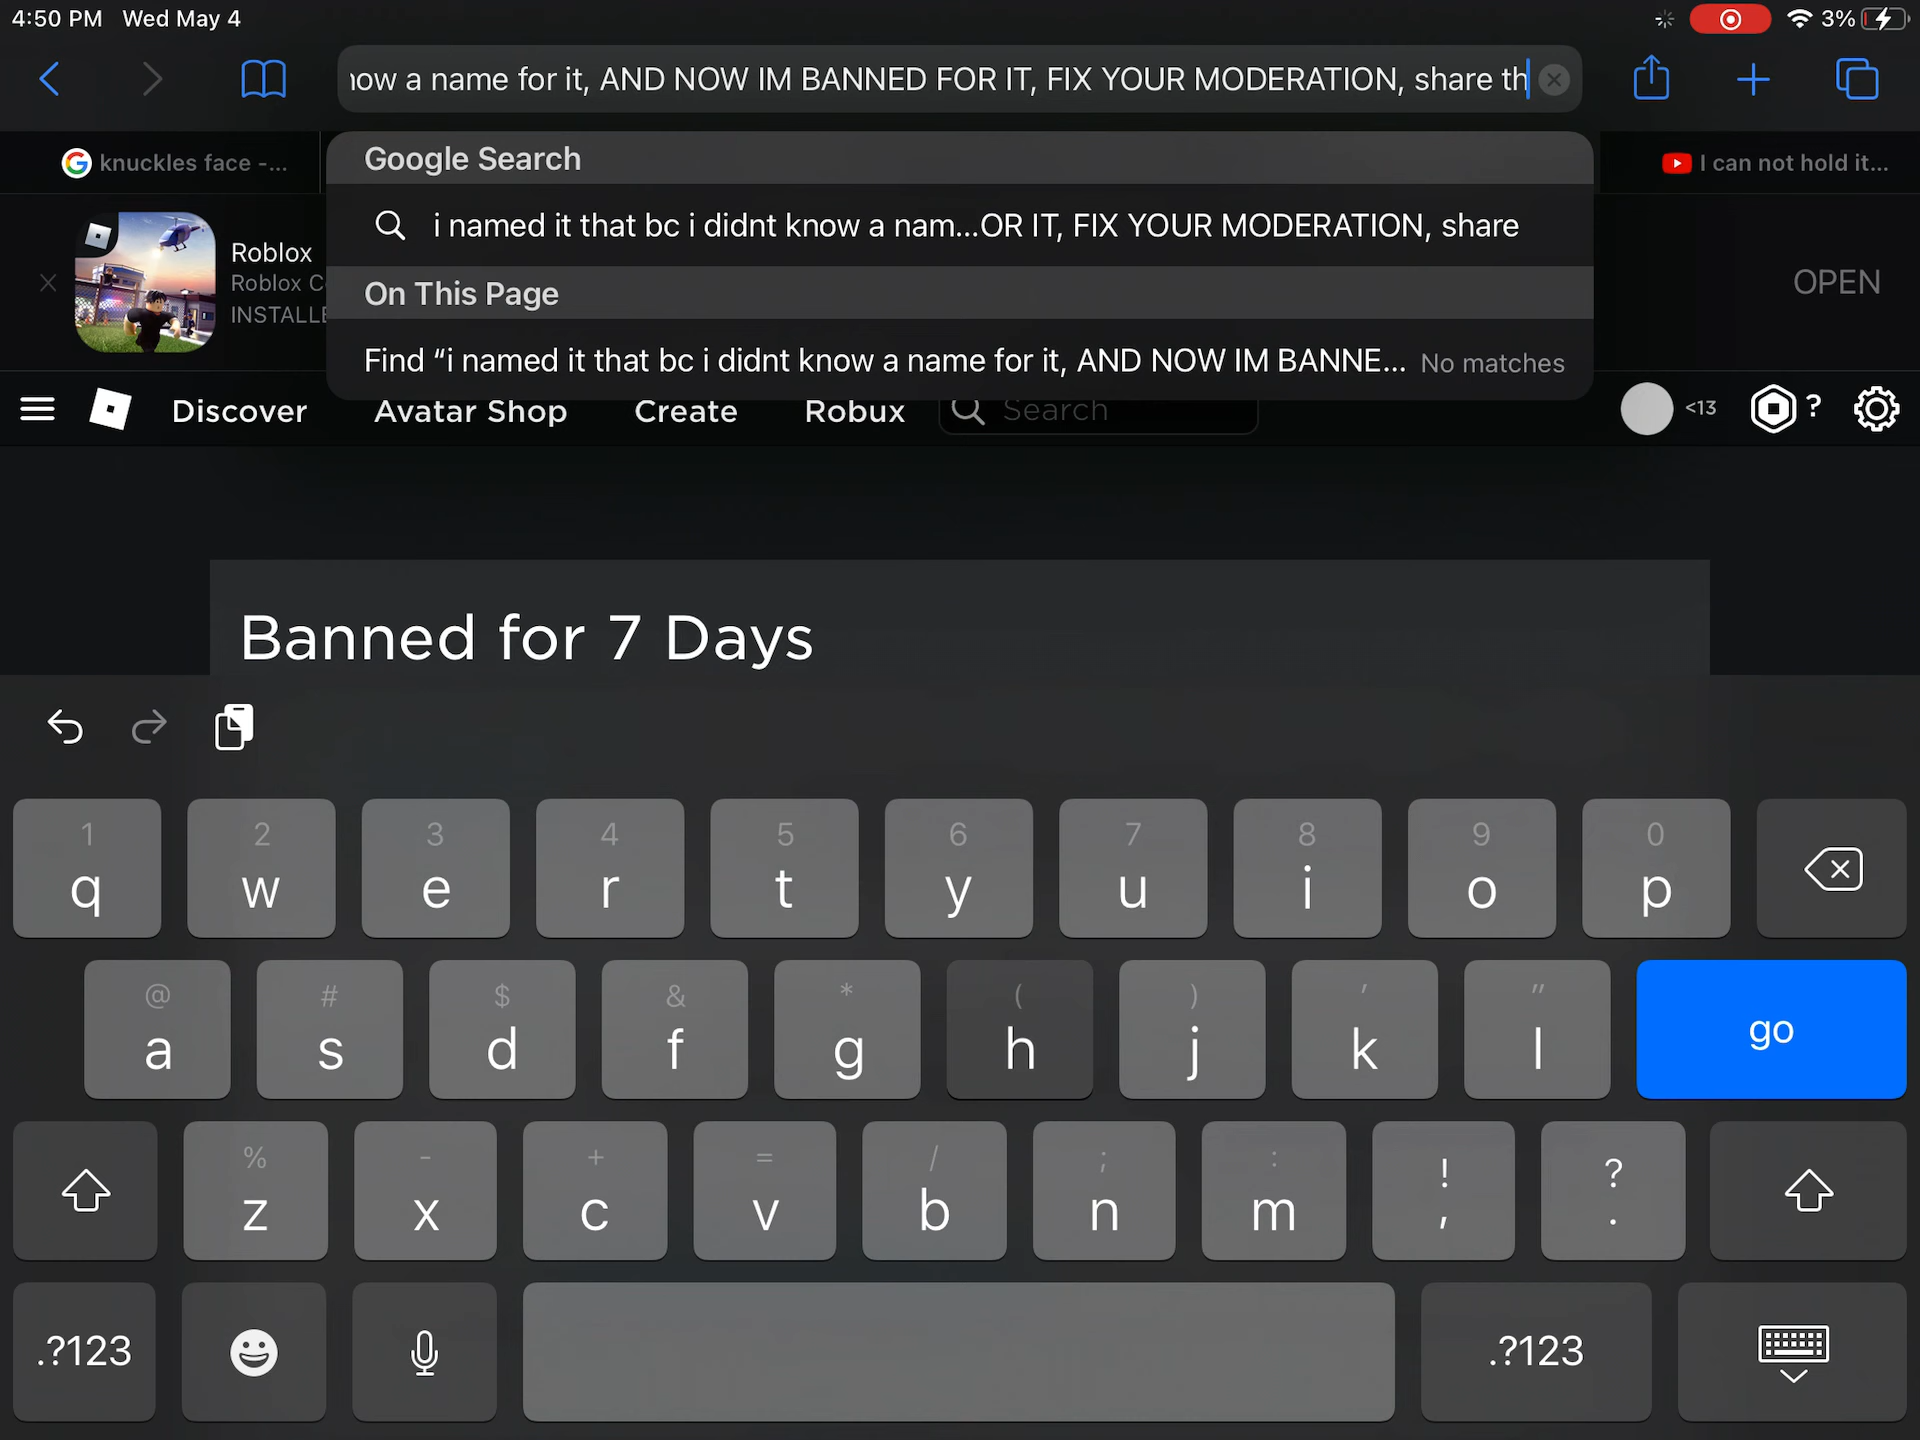 4:50 PM Wed May 4
3%
now a name for it, AND NOW IM BANNED FOR IT, FIX YOUR MODERATION, share th
knuckles face -...
Google Search
I can not hold it...
i named it that bc i didnt know a nam...OR IT, FIX YOUR MODERATION, share
Roblox
Roblox C
INSTALLE
OPEN
On This Page
Find “i named it that bc i didnt know a name for it, AND NOW IM BANNE... No matches
Discover Avatar Shop Create Robux Search <13 ?
Banned for 7 Days
1 2 3 4 5 6 7 8 9 0
q w e r t y u i o p
@ # $ & * ( ) ' "
a s d f g h j k l go
% - + = / ; : ! ?
z x c v b n m , .
.?123 .?123